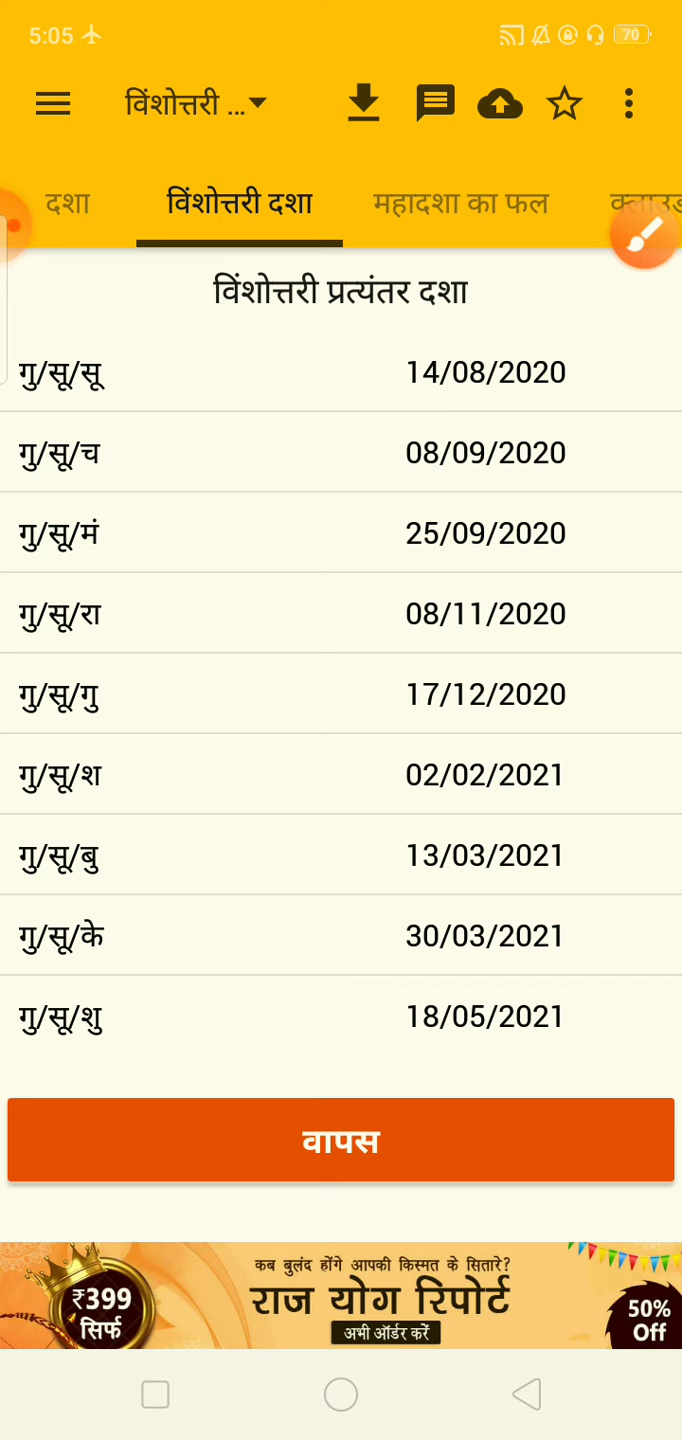 5:05
70
विंशोत्तरी ...
दशा
विंशोत्तरी दशा
महादशा का फल
विंशोत्तरी प्रत्यंतर दशा
गु/सू/सू 14/08/2020
गु/सू/च 08/09/2020
गु/सू/मं 25/09/2020
गु/सू/रा 08/11/2020
गु/सू/गु 17/12/2020
गु/सू/श 02/02/2021
गु/सू/बु 13/03/2021
गु/सू/के 30/03/2021
गु/सू/शु 18/05/2021
वापस
₹399
सिर्फ
कब बुलंद होंगे आपकी किस्मत के सितारे?
राज योग रिपोर्ट
अभी ऑर्डर करें
50%
Off